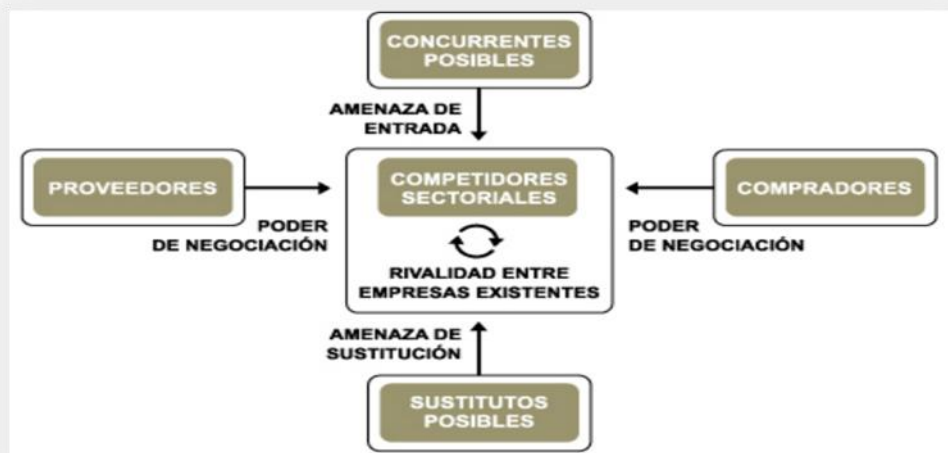 CONCURRENTES
POSIBLES
AMENAZA DE
ENTRADA
PROVEEDORES
PODER
DE NEGOCIACIÓN
COMPETIDORES
SECTORIALES
RIVALIDAD ENTRE
EMPRESAS EXISTENTES
COMPRADORES
PODER
DE NEGOCIACIÓN
AMENAZA DE
SUSTITUCIÓN
SUSTITUTOS
POSIBLES